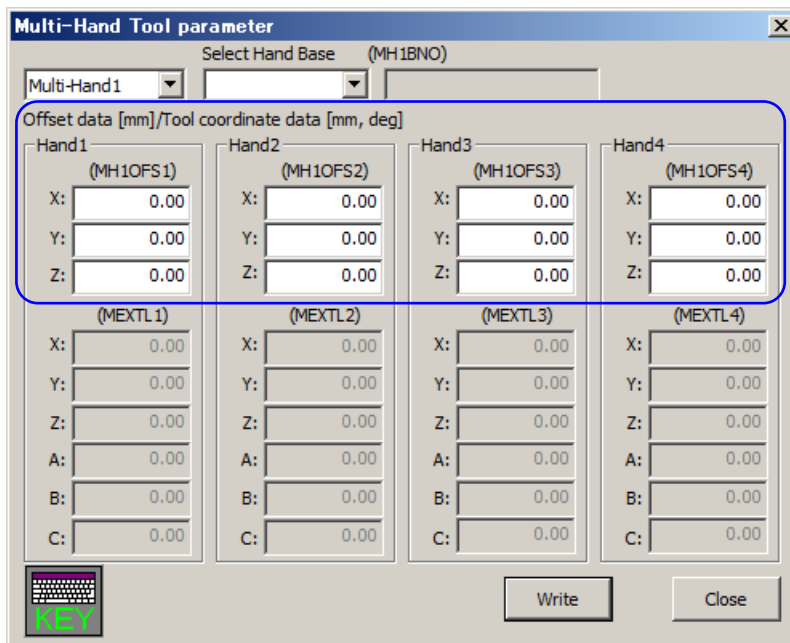 Multi-Hand Tool parameter
Select Hand Base (MH1BNO)
Multi-Hand1
Offset data [mm]/Tool coordinate data [mm, deg]
Hand1 Hand2 Hand3 Hand4
(MH1OFS1) (MH1OFS2) (MH1OFS3) (MH1OFS4)
X: 0.00 X: 0.00 X: 0.00 X: 0.00
Y: 0.00 Y: 0.00 Y: 0.00 Y: 0.00
Z: 0.00 Z: 0.00 Z: 0.00 Z: 0.00
(MEXTL1) (MEXTL2) (MEXTL3) (MEXTL4)
X: 0.00 X: 0.00 X: 0.00 X: 0.00
Y: 0.00 Y: 0.00 Y: 0.00 Y: 0.00
Z: 0.00 Z: 0.00 Z: 0.00 Z: 0.00
A: 0.00 A: 0.00 A: 0.00 A: 0.00
B: 0.00 B: 0.00 B: 0.00 B: 0.00
C: 0.00 C: 0.00 C: 0.00 C: 0.00
KEY Write Close